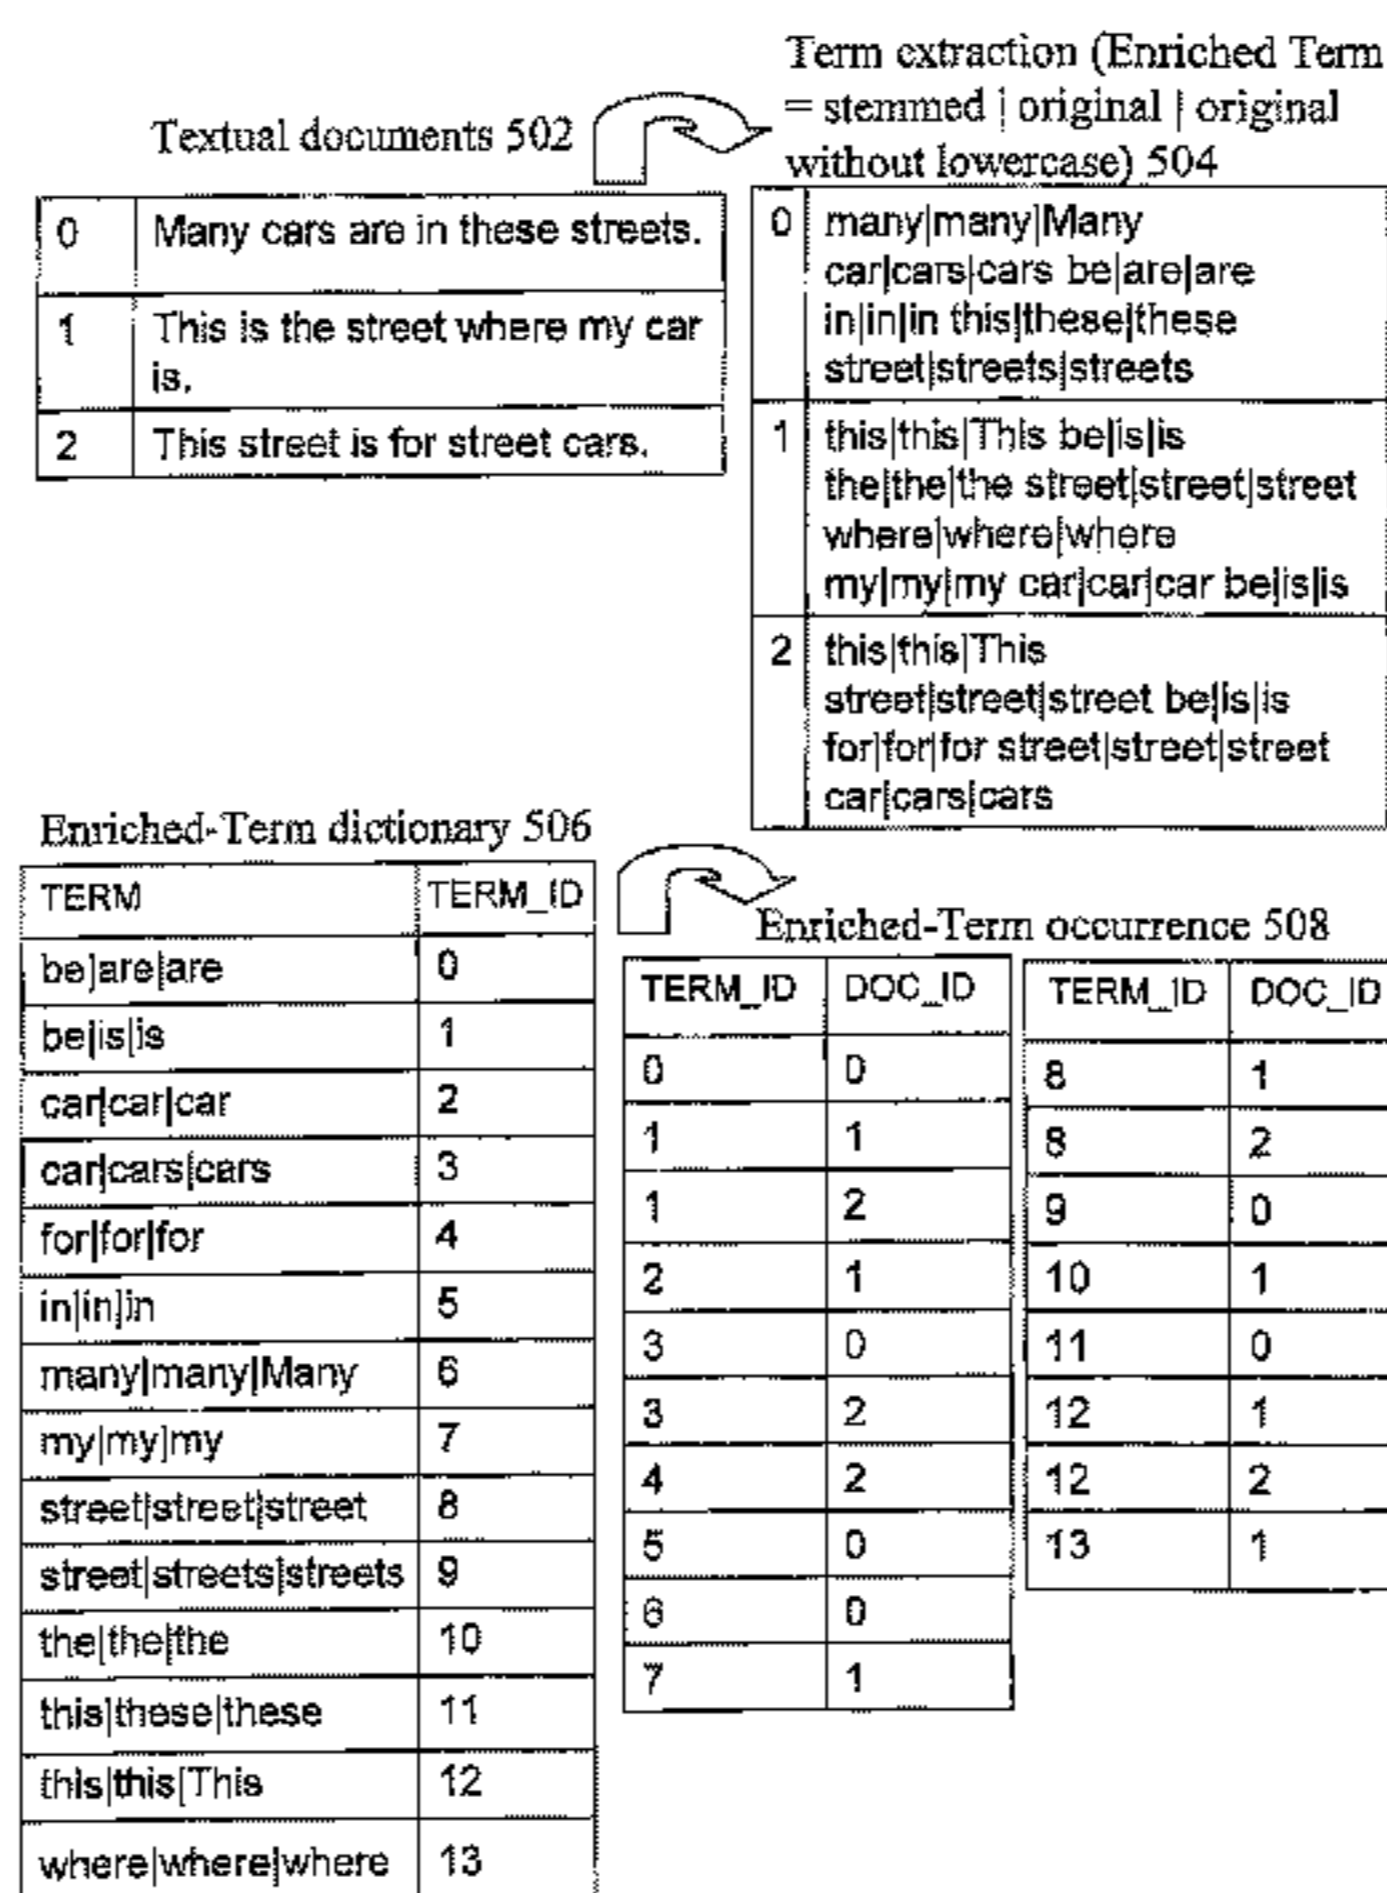 Term extraction (Enriched Term
= stemmed | original | original
without lowercase) 504
Textual documents 502
0 Many cars are in these streets.
1 This is the street where my car
is.
2 This street is for street cars.
0 many|many|Many
car|cars|cars be|are|are
in|in|in this|these|these
street|streets|streets
1 this|this|This be|is|is
the|the|the street|street|street
where|where|where
my|my|my car|car|car be|is|is
2 this|this|This
street|street|street be|is|is
for|for|for street|street|street
car|cars|cars
Enriched-Term dictionary 506
TERM TERM_ID
be|are|are 0
be|is|is 1
car|car|car 2
car|cars|cars 3
for|for|for 4
in|in|in 5
many|many|Many 6
my|my|my 7
street|street|street 8
street|streets|streets 9
the|the|the 10
this|these|these 11
this|this|This 12
where|where|where 13
Enriched-Term occurrence 508
TERM_ID DOC_ID
0 0
1 1
1 2
2 1
3 0
3 2
4 2
5 0
6 0
7 1
TERM_ID DOC_ID
8 1
8 2
9 0
10 1
11 0
12 1
12 2
13 1